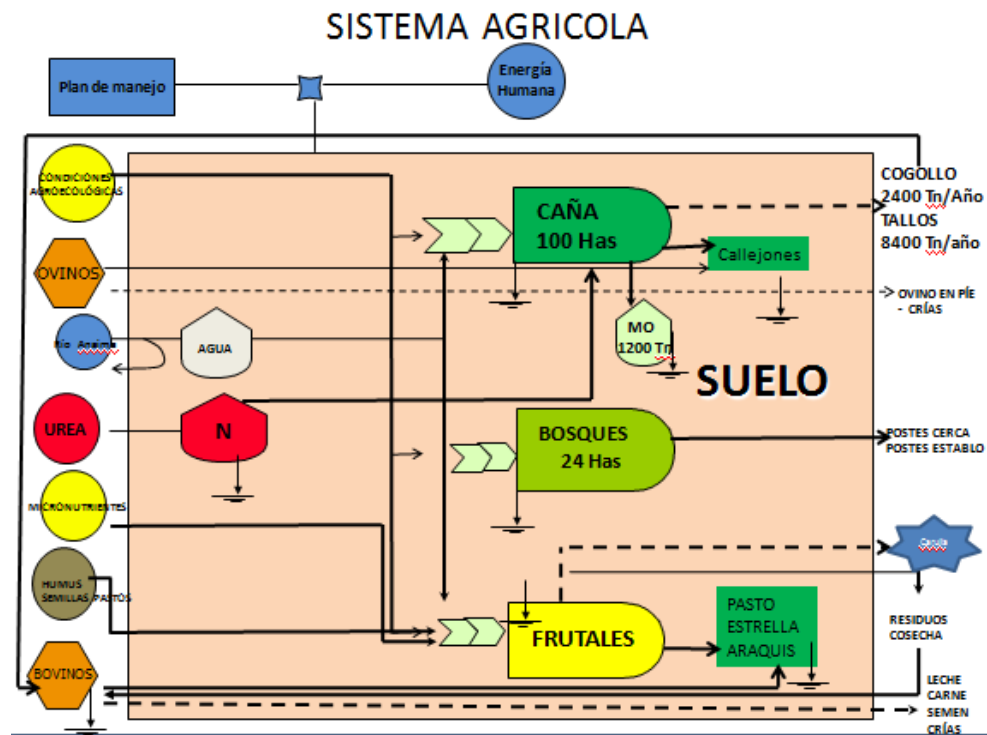 SISTEMA AGRICOLA
Plan de manejo
Energía
Humana
CONDICIONES
AGROECOLÓGICAS
OVINOS
AGUA
UREA
N
MICRONUTRIENTES
HUMUS
SEMILLAS PASTOS
BOVINOS
CAÑA
100 Has
Callejones
MO
1200 Tn
SUELO
BOSQUES
24 Has
FRUTALES
PASTO
ESTRELLA
ARAQUIS
COGOLLO
2400 Tn/Año
TALLOS
8400 Tn/año
OVINO EN PÍE
- CRÍAS
POSTES CERCA
POSTES ESTABLO
RESIDUOS
COSECHA
LECHE
CARNE
SEMEN
CRÍAS